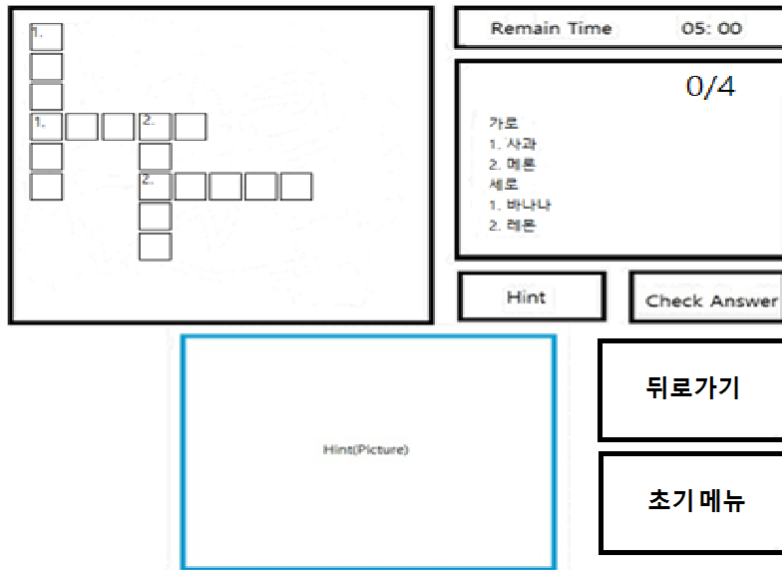 1.
1.
2.
2.
Remain Time 05: 00
0/4
가로
1. 사과
2. 메론
세로
1. 바나나
2. 레몬
Hint
Check Answer
Hint(Picture)
뒤로가기
초기 메뉴